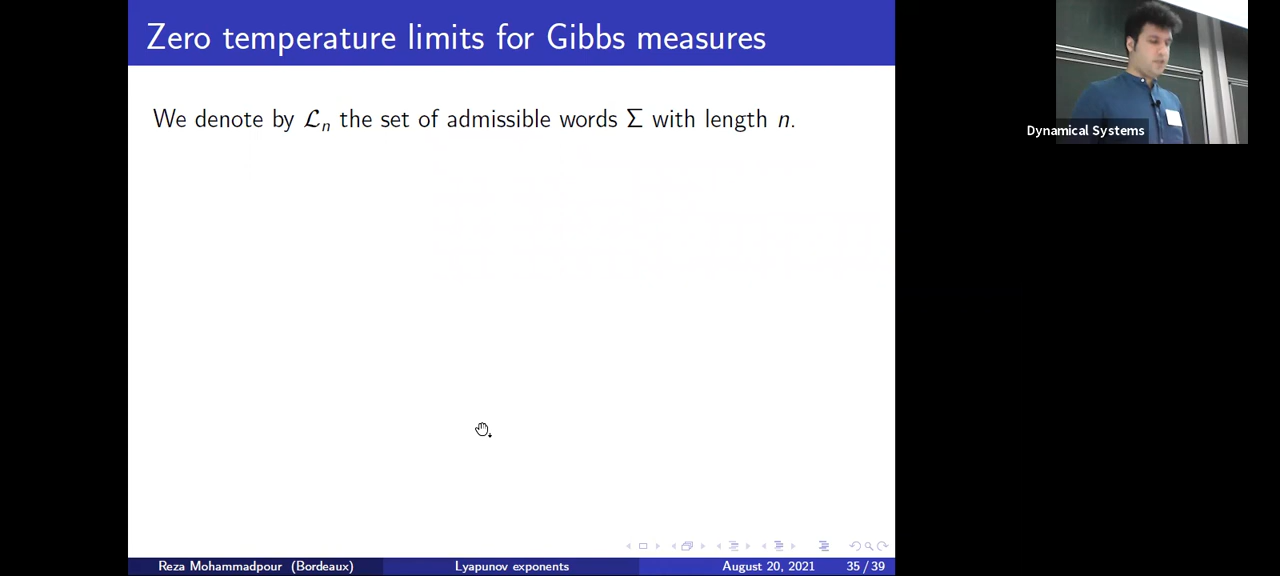 Zero temperature limits for Gibbs measures
We denote by ℒₙ the set of admissible words Σ with length n.
Dynamical Systems
Reza Mohammadpour (Bordeaux) Lyapunov exponents August 20, 2021 35 / 39